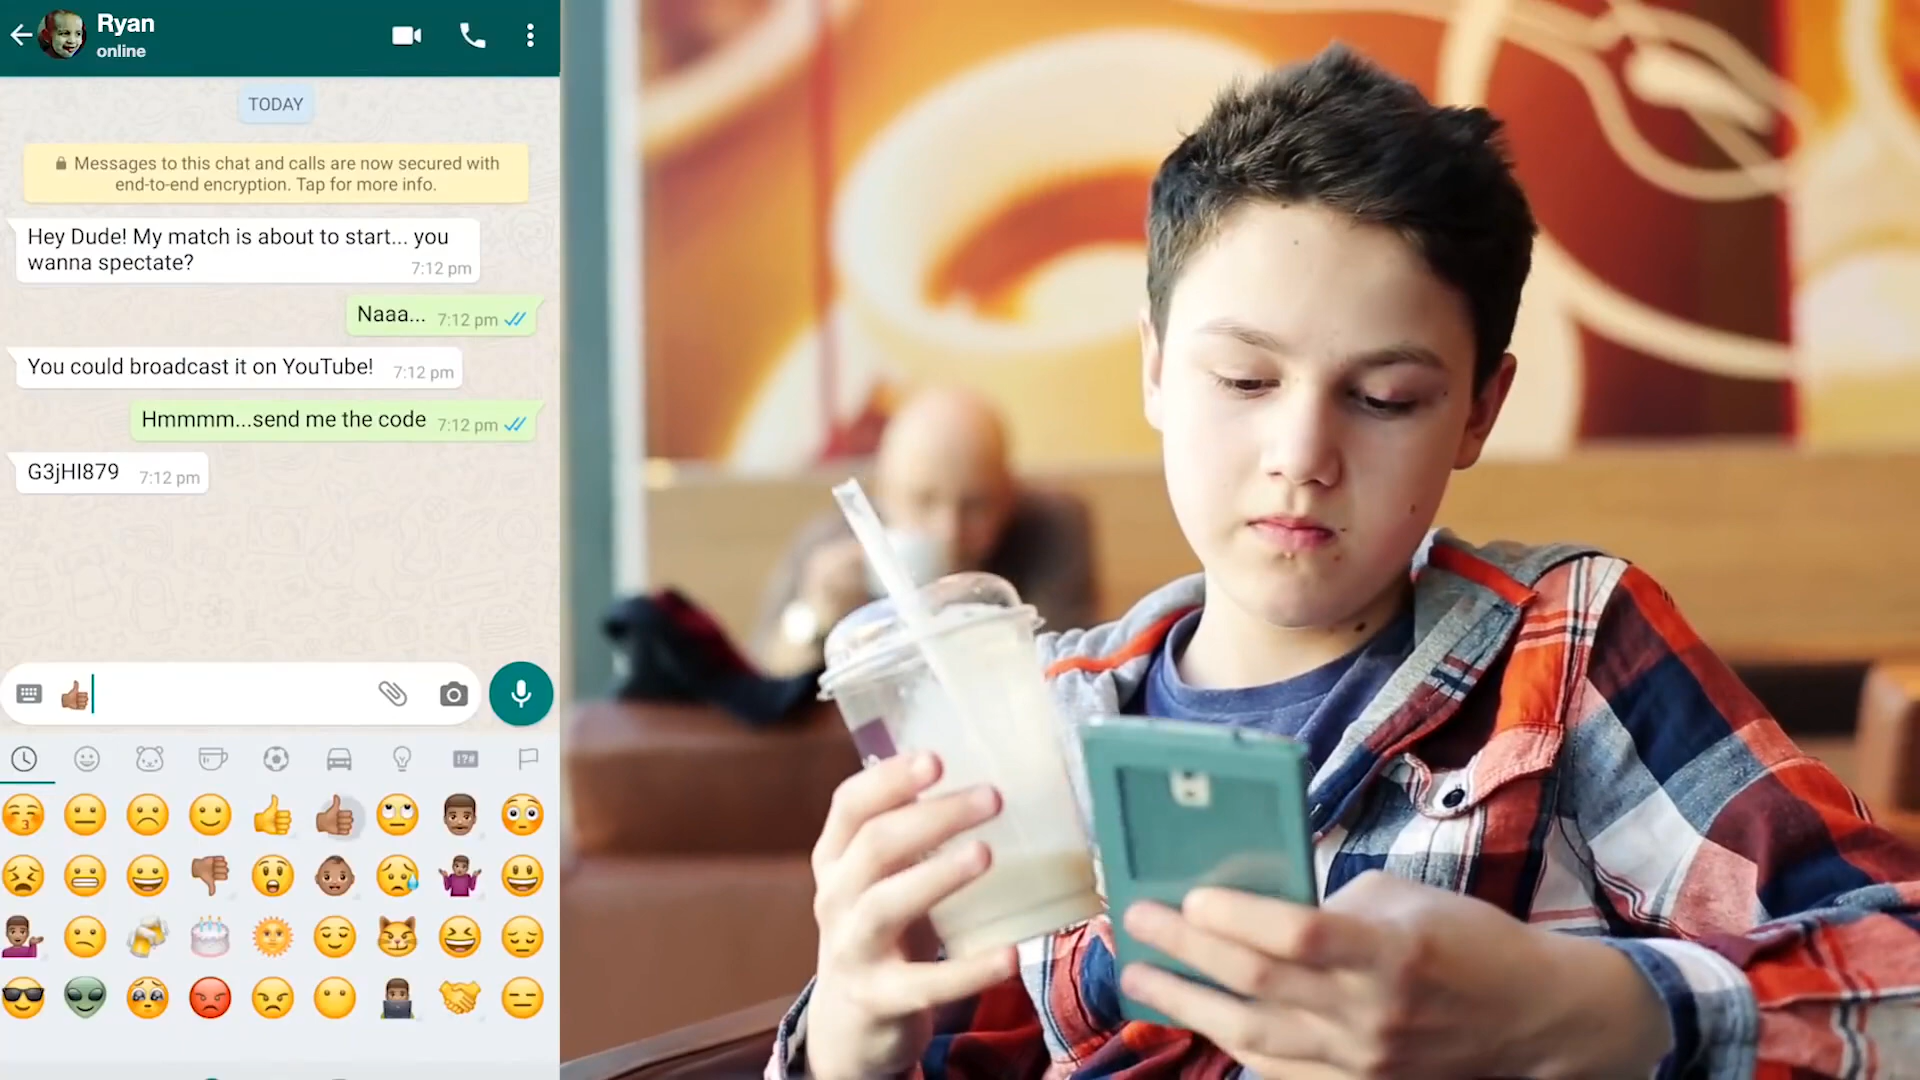 Ryan
online
TODAY
Messages to this chat and calls are now secured with
end-to-end encryption. Tap for more info.
Hey Dude! My match is about to start... you
wanna spectate?
7:12 pm
Naaa... 7:12 pm
You could broadcast it on YouTube! 7:12 pm
Hmmmm...send me the code 7:12 pm
G3jHI879 7:12 pm
!?#